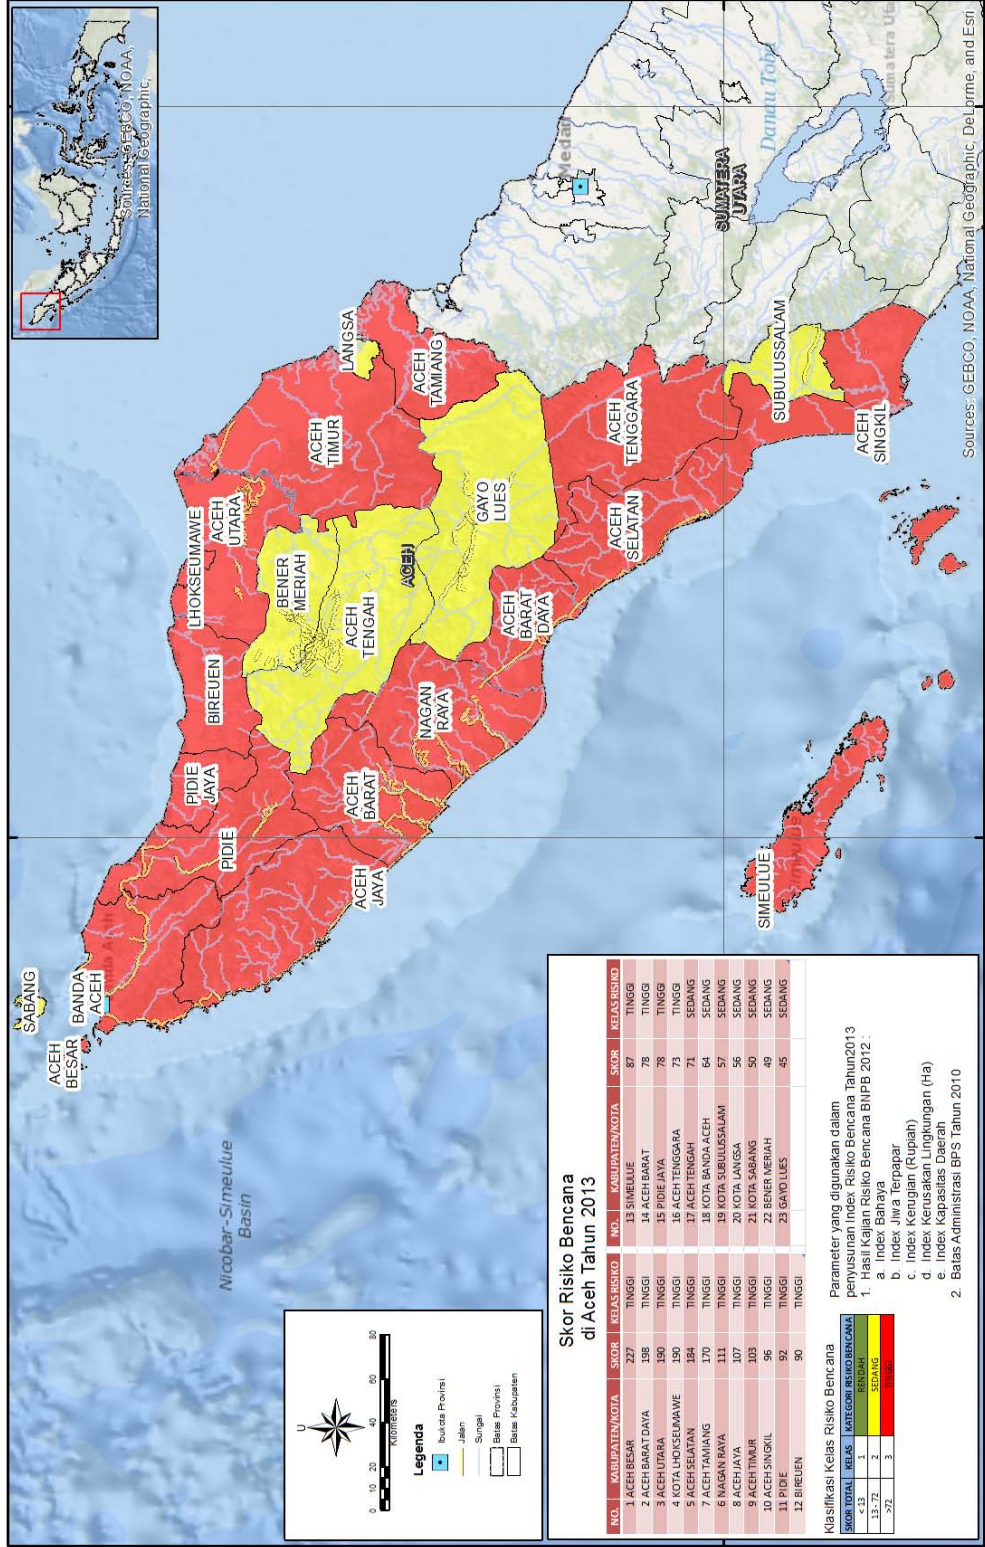 Sources: GEBCO, NOAA,
National Geographic,
SABANG
BANDA
ACEH
ACEH
BESAR
PIDIE
PIDIE
JAYA
BIREUEN
LHOKSEUMAWE
ACEH
UTARA
ACEH
TIMUR
LANGSA
ACEH
TAMIANG
BENER
MERIAH
ACEH
TENGAH
ACEH
GAYO
LUES
ACEH
JAYA
ACEH
BARAT
NAGAN
RAYA
ACEH
BARAT
DAYA
ACEH
SELATAN
ACEH
TENGGARA
SUBULUSSALAM
ACEH
SINGKIL
SIMEULUE
Medan
SUMATERA
UTARA
Danau Toba
Nicobar-Simeulue
Basin
Sources: GEBCO, NOAA, National Geographic, DeLorme, and Esri
U
0 10 20 40 60 80
Kilometers
Legenda
Ibukota Provinsi
Jalan
Sungai
Batas Provinsi
Batas Kabupaten
Skor Risiko Bencana
di Aceh Tahun 2013
NO. KABUPATEN/KOTA SKOR KELAS RISIKO NO. KABUPATEN/KOTA SKOR KELAS RISIKO
1 ACEH BESAR 227 TINGGI 13 SIMEULUE 87 TINGGI
2 ACEH BARAT DAYA 198 TINGGI 14 ACEH BARAT 78 TINGGI
3 ACEH UTARA 190 TINGGI 15 PIDIE JAYA 78 TINGGI
4 KOTA LHOKSEUMAWE 190 TINGGI 16 ACEH TENGGARA 73 TINGGI
5 ACEH SELATAN 184 TINGGI 17 ACEH TENGAH 71 SEDANG
7 ACEH TAMIANG 170 TINGGI 18 KOTA BANDA ACEH 64 SEDANG
6 NAGAN RAYA 111 TINGGI 19 KOTA SUBULUSSALAM 57 SEDANG
8 ACEH JAYA 107 TINGGI 20 KOTA LANGSA 56 SEDANG
9 ACEH TIMUR 103 TINGGI 21 KOTA SABANG 50 SEDANG
10 ACEH SINGKIL 96 TINGGI 22 BENER MERIAH 49 SEDANG
11 PIDIE 92 TINGGI 23 GAYO LUES 45 SEDANG
12 BIREUEN 90 TINGGI
Klasifikasi Kelas Risiko Bencana
SKOR TOTAL KELAS KATEGORI RISIKO BENCANA
< 13 1 RENDAH
13 - 72 2 SEDANG
>72 3 TINGGI
Parameter yang digunakan dalam
penyusunan Index Risiko Bencana Tahun2013
1. Hasil Kajian Risiko Bencana BNPB 2012 :
a. Index Bahaya
b. Index Jiwa Terpapar
c. Index Kerugian (Rupiah)
d. Index Kerusakan Lingkungan (Ha)
e. Index Kapasitas Daerah
2. Batas Administrasi BPS Tahun 2010